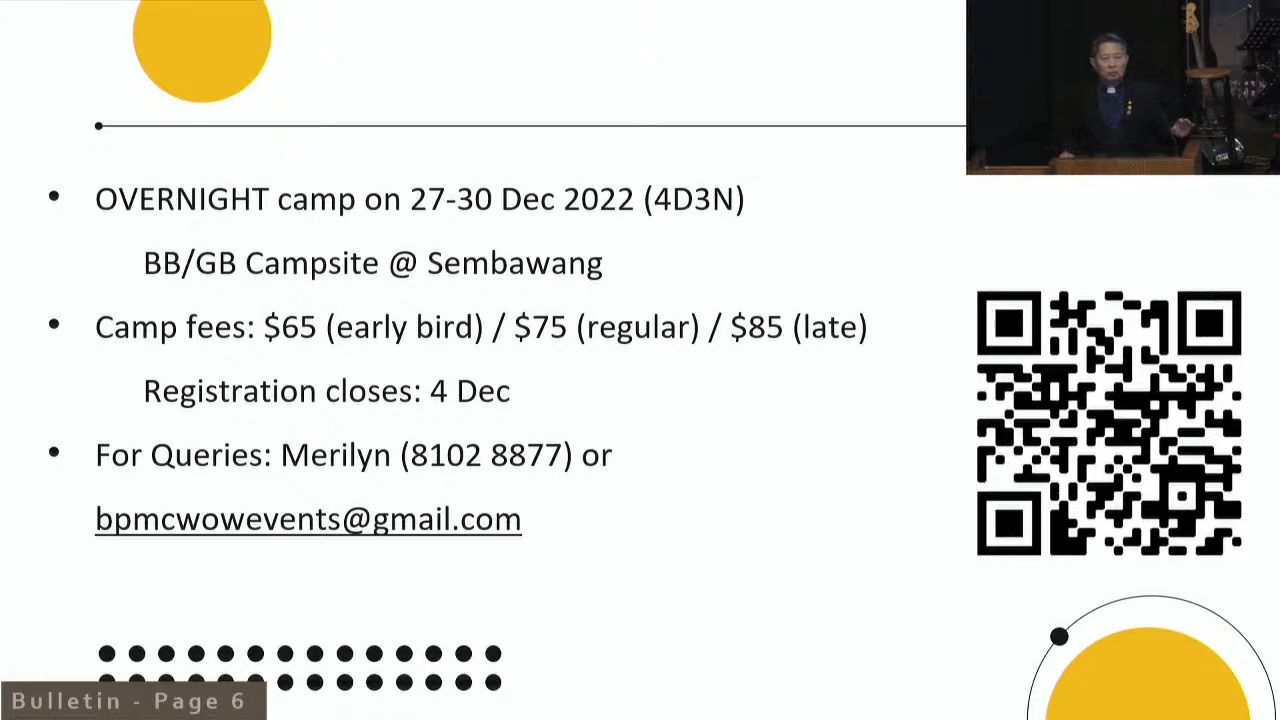 • OVERNIGHT camp on 27-30 Dec 2022 (4D3N)
BB/GB Campsite @ Sembawang
• Camp fees: $65 (early bird) / $75 (regular) / $85 (late)
Registration closes: 4 Dec
• For Queries: Merilyn (8102 8877) or
bpmcwowevents@gmail.com
Bulletin - Page 6